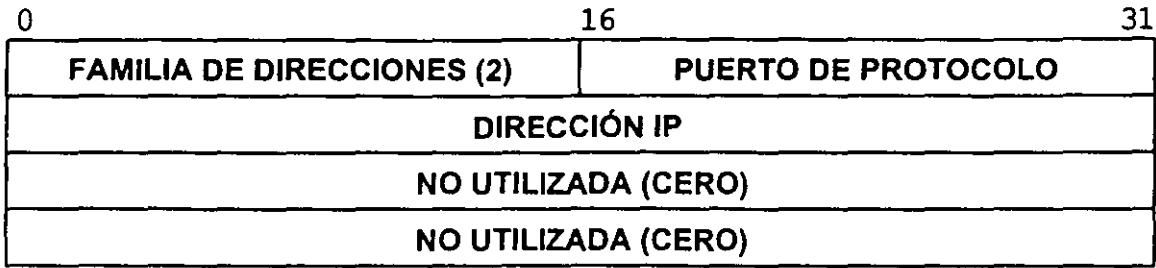 0 16 31
FAMILIA DE DIRECCIONES (2) PUERTO DE PROTOCOLO
DIRECCIÓN IP
NO UTILIZADA (CERO)
NO UTILIZADA (CERO)